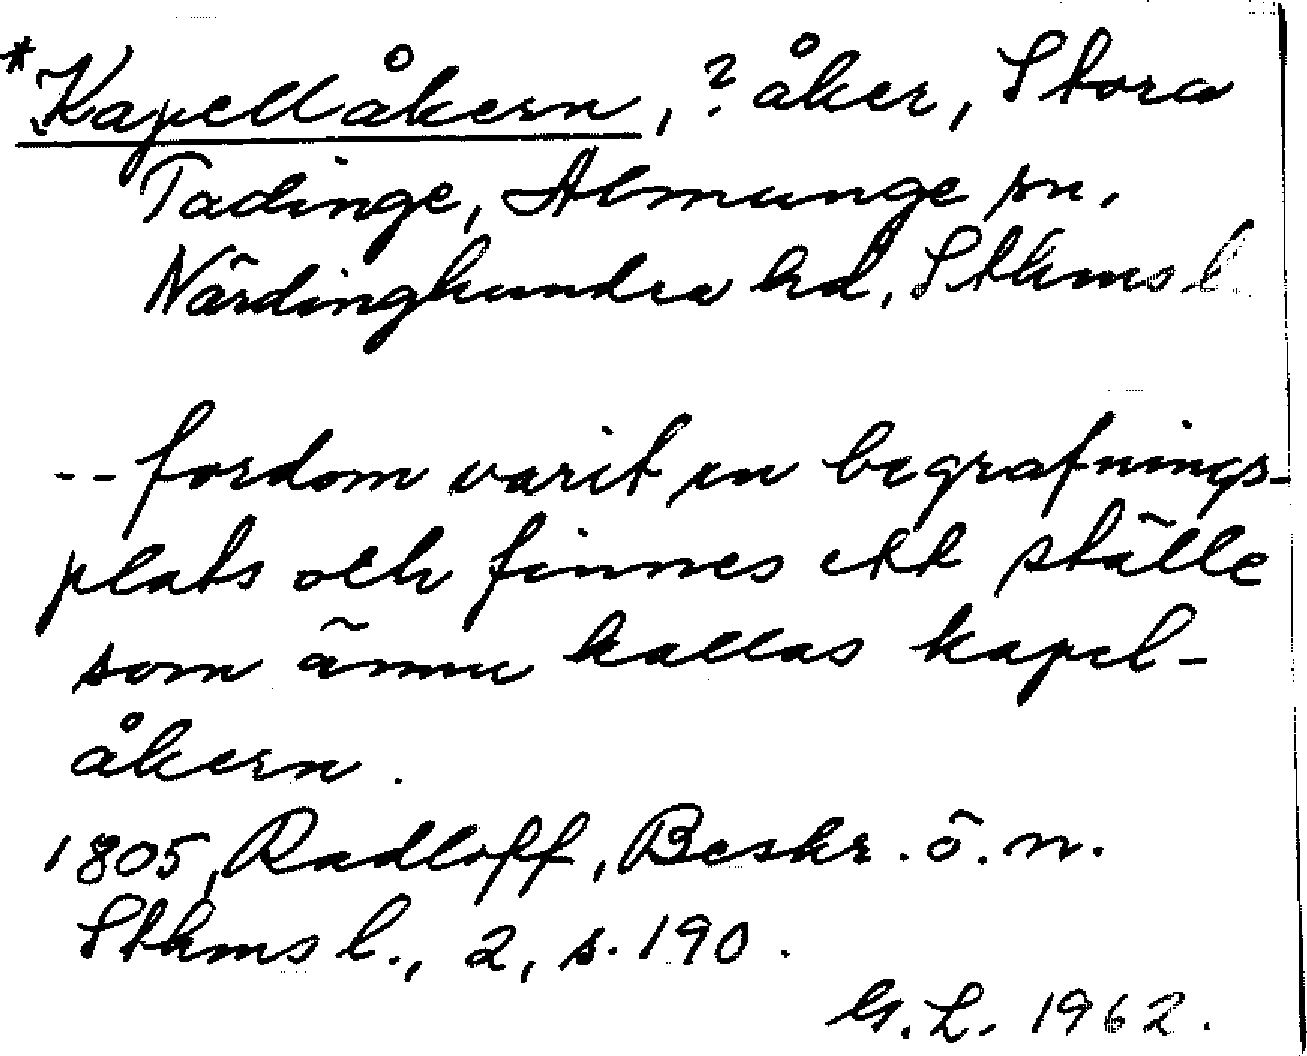 *Kapellåkern, ? åker, Stora
Tadinge, Almunge sn,
Närdinghundra hd, Sthms l.
-- fordom varit en begrafnings-
plats och finnes ett ställe
som ännu kallas kapel-
åkern.
1805, Radloff, Beskr. ö. n.
Sthms l., 2, s. 190.
G. L. 1962.